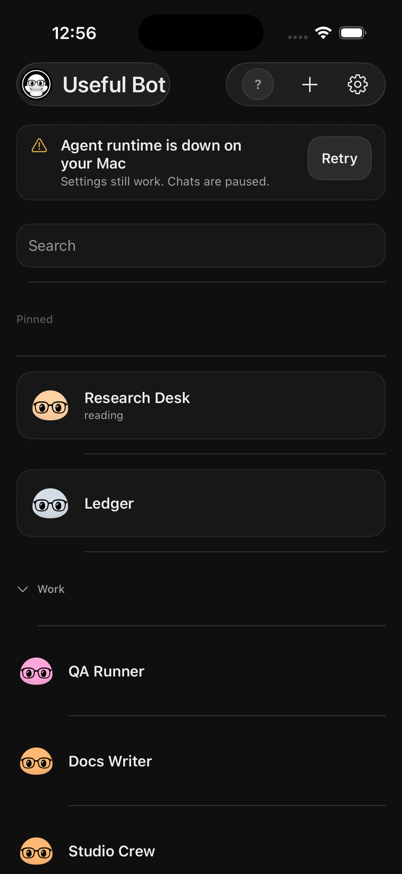 12:56
Useful Bot
?
Agent runtime is down on
your Mac
Settings still work. Chats are paused.
Retry
Search
Pinned
Research Desk
reading
Ledger
Work
QA Runner
Docs Writer
Studio Crew